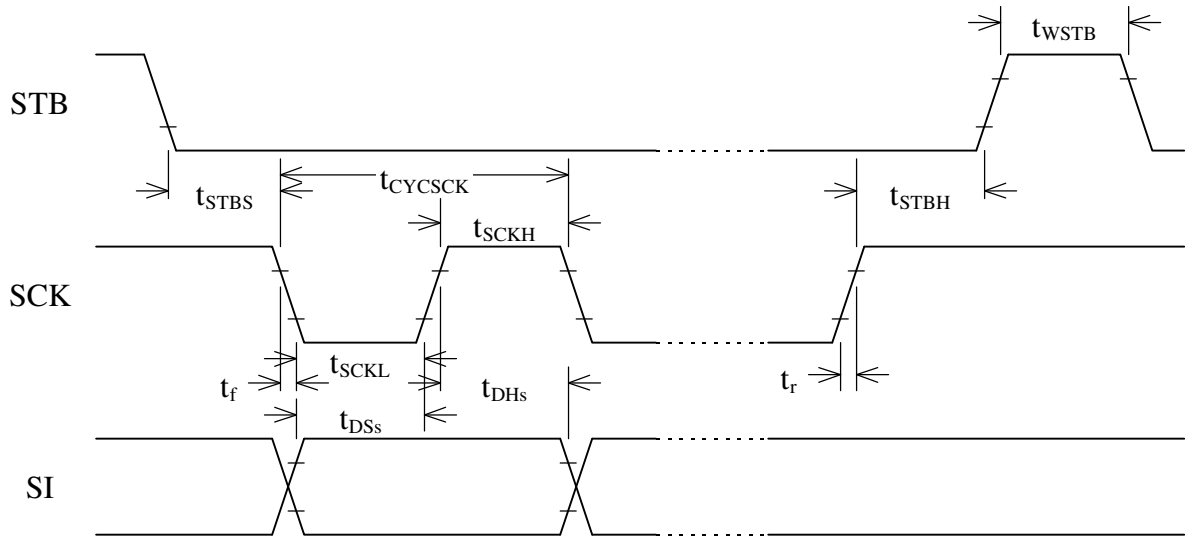 tWSTB
STB
tSTBS
tCYCSCK
tSCKH
tSTBH
SCK
tf
tSCKL
tDSs
tDHs
tr
SI